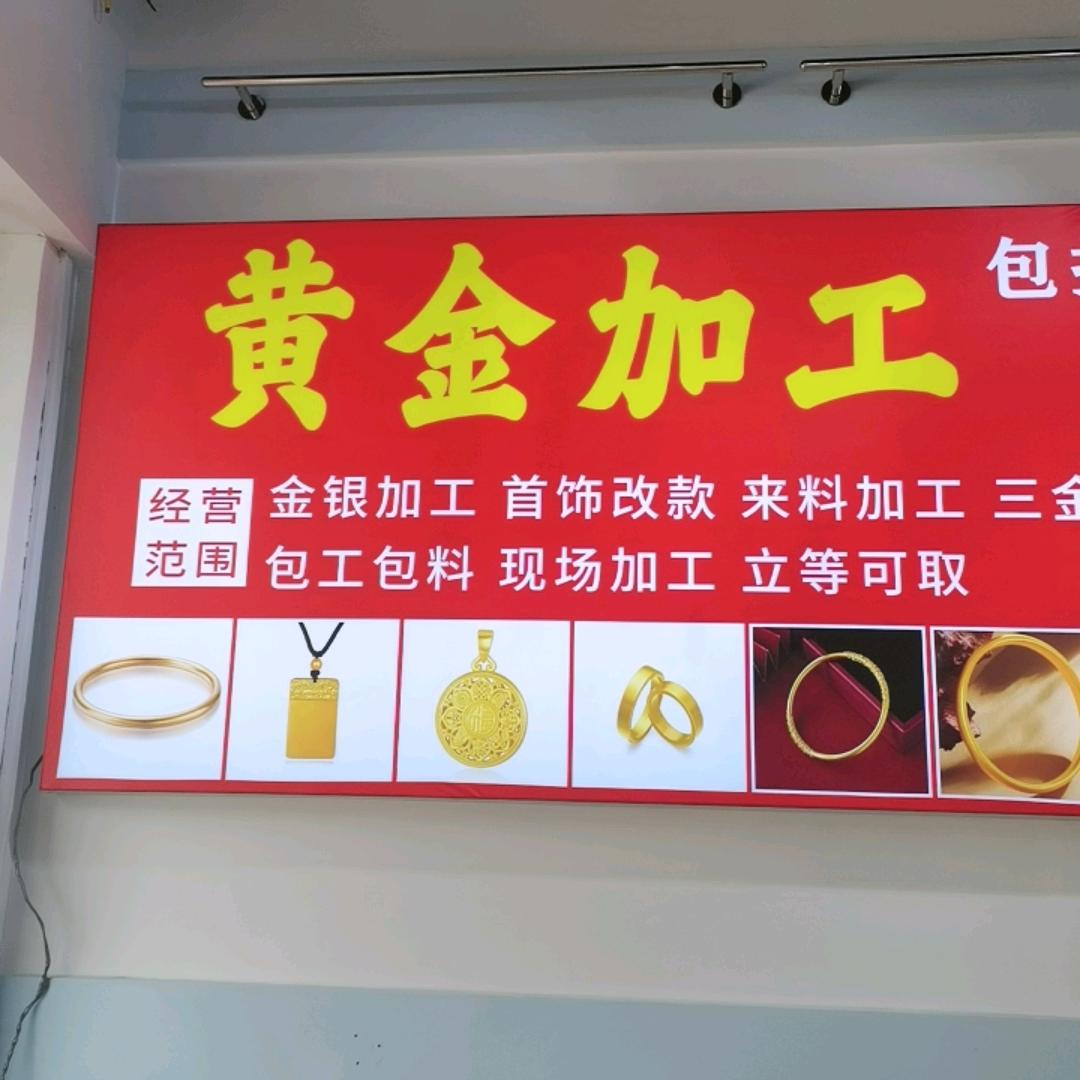 黄金加工
包
经营范围
金银加工 首饰改款 来料加工 三金
包工包料 现场加工 立等可取
福